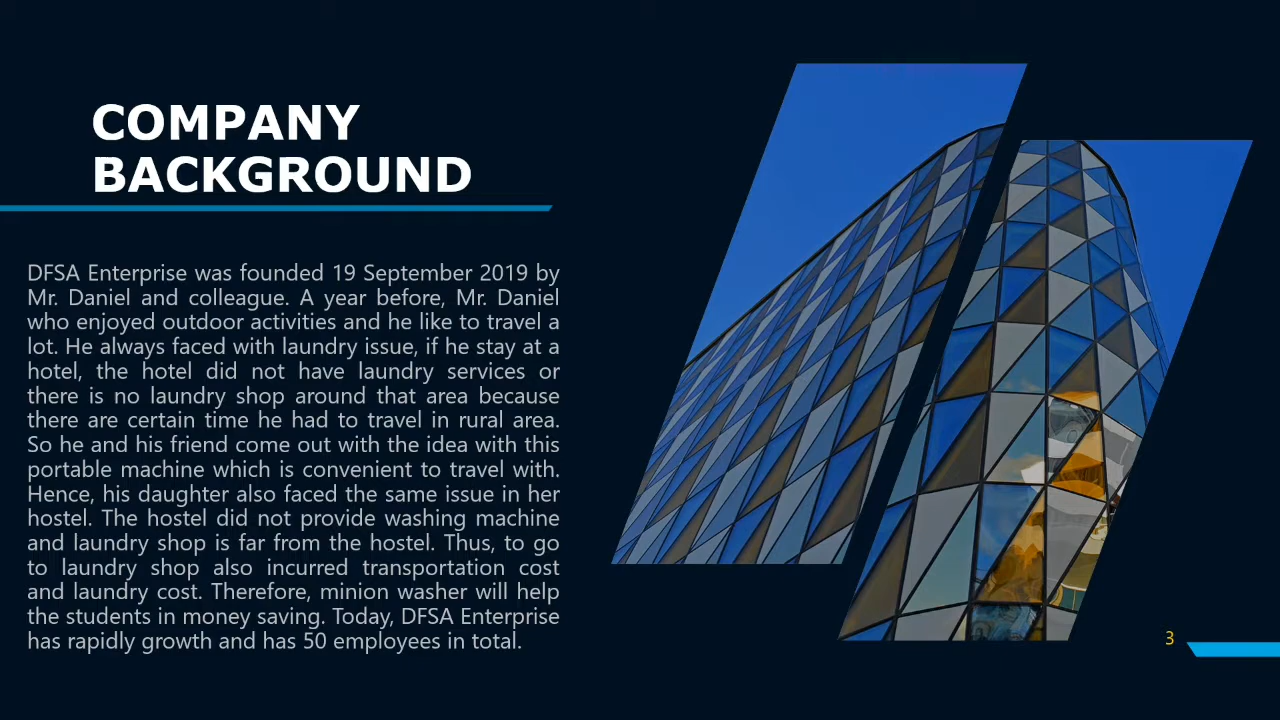 COMPANY
BACKGROUND
DFSA Enterprise was founded 19 September 2019 by
Mr. Daniel and colleague. A year before, Mr. Daniel
who enjoyed outdoor activities and he like to travel a
lot. He always faced with laundry issue, if he stay at a
hotel, the hotel did not have laundry services or
there is no laundry shop around that area because
there are certain time he had to travel in rural area.
So he and his friend come out with the idea with this
portable machine which is convenient to travel with.
Hence, his daughter also faced the same issue in her
hostel. The hostel did not provide washing machine
and laundry shop is far from the hostel. Thus, to go
to laundry shop also incurred transportation cost
and laundry cost. Therefore, minion washer will help
the students in money saving. Today, DFSA Enterprise
has rapidly growth and has 50 employees in total.
3